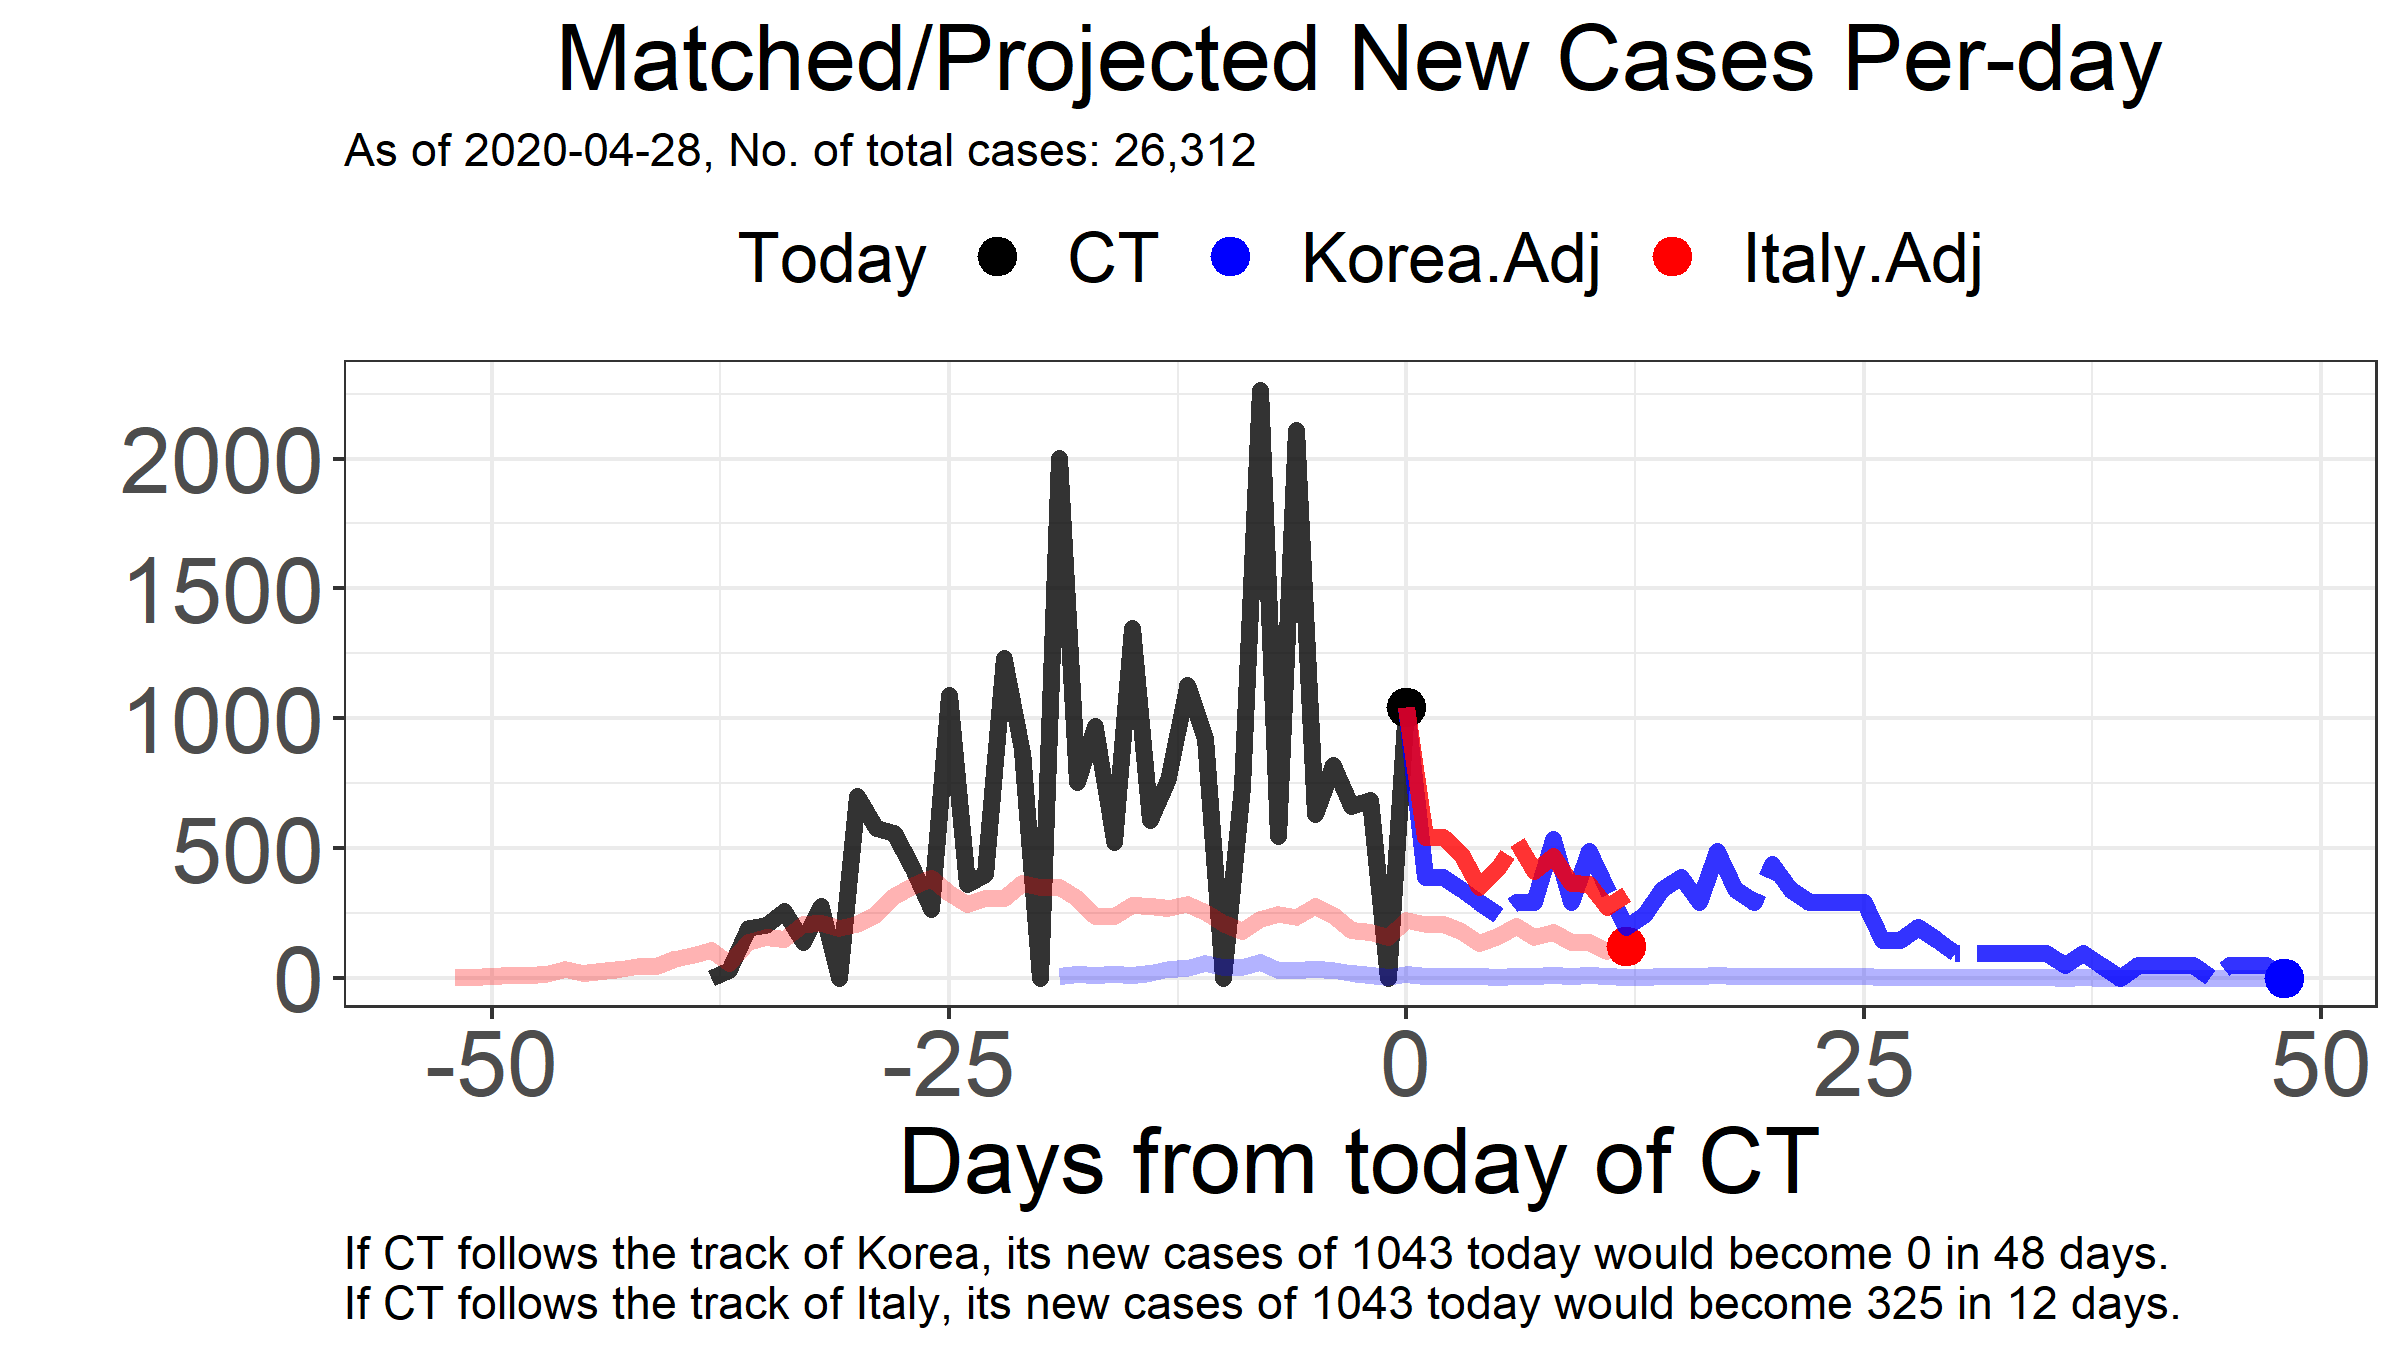 Matched/Projected New Cases Per-day
As of 2020-04-28, No. of total cases: 26,312
Today CT Korea.Adj Italy.Adj
2000
1500
1000
500
0
-50 -25 0 25 50
Days from today of CT
If CT follows the track of Korea, its new cases of 1043 today would become 0 in 48 days.
If CT follows the track of Italy, its new cases of 1043 today would become 325 in 12 days.